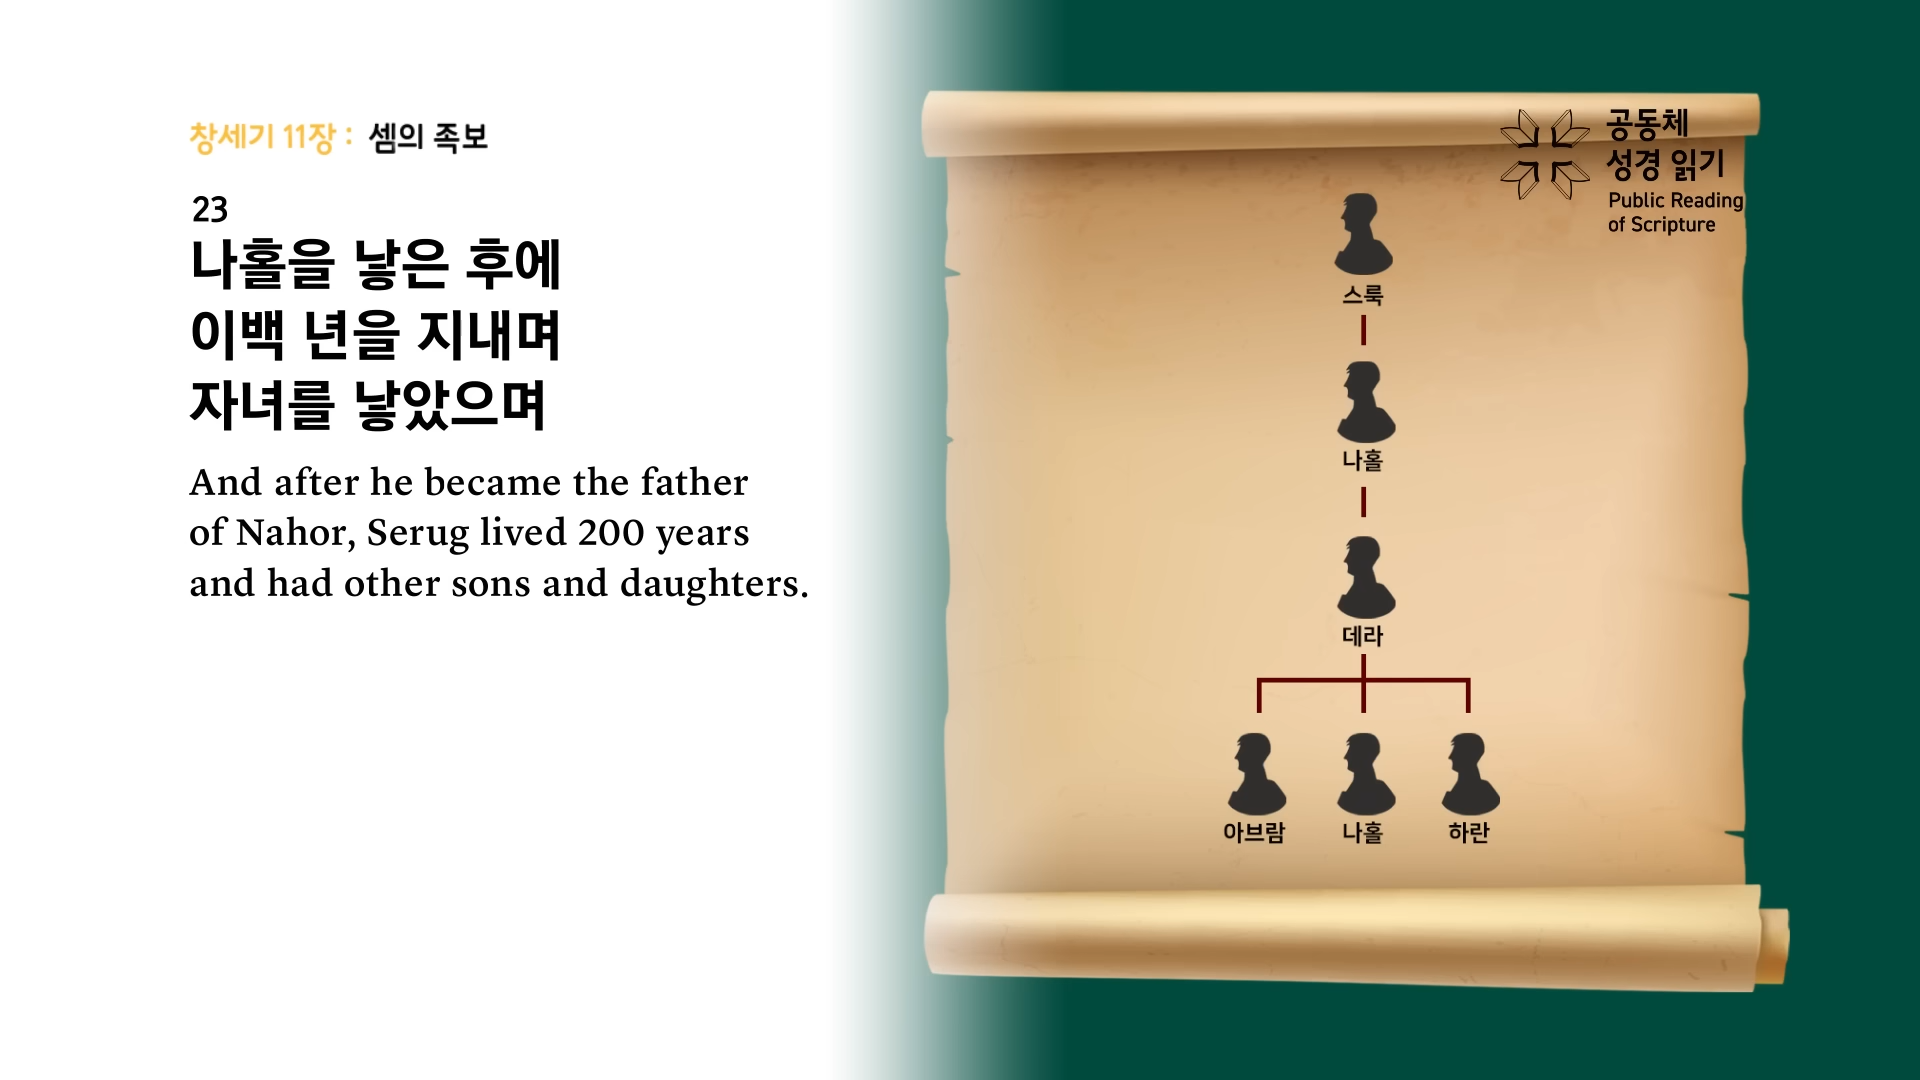 창세기 11장 : 셈의 족보
23
나홀을 낳은 후에
이백 년을 지내며
자녀를 낳았으며
And after he became the father
of Nahor, Serug lived 200 years
and had other sons and daughters.
공동체
성경 읽기
Public Reading
of Scripture
스룩
나홀
데라
아브람 나홀 하란